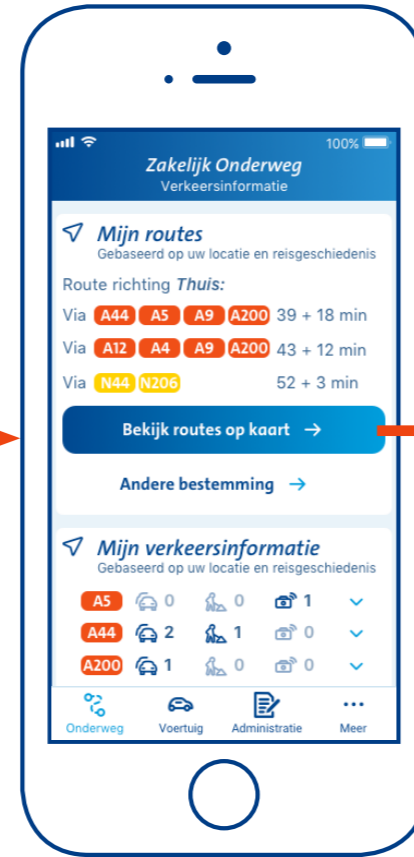 100%
Zakelijk Onderweg
Verkeersinformatie
Mijn routes
Gebaseerd op uw locatie en reisgeschiedenis
Route richting Thuis:
Via A44 A5 A9 A200 39 + 18 min
Via A12 A4 A9 A200 43 + 12 min
Via N44 N206 52 + 3 min
Bekijk routes op kaart →
Andere bestemming →
Mijn verkeersinformatie
Gebaseerd op uw locatie en reisgeschiedenis
A5 0 0 1
A44 2 1 0
A200 1 0 0
Onderweg Voertuig Administratie Meer